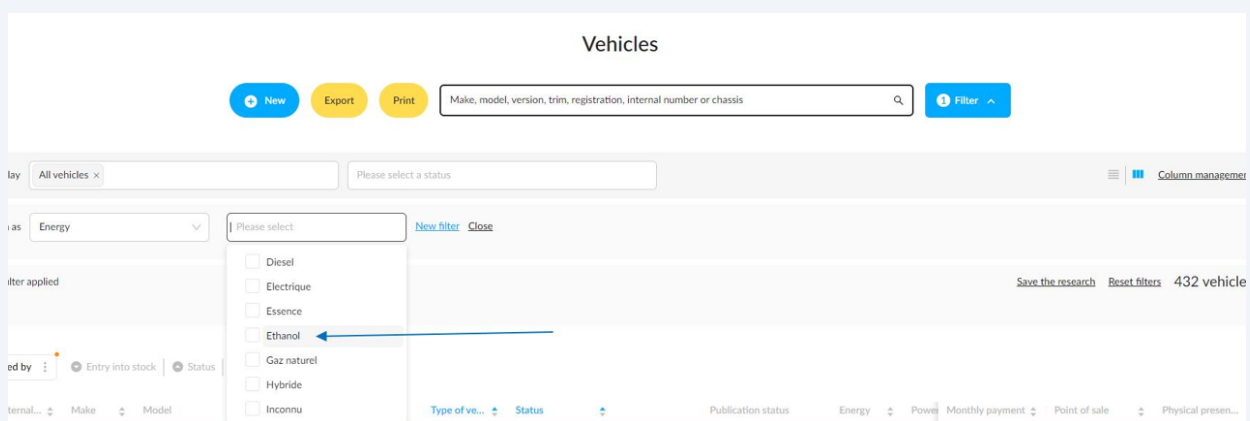 Vehicles
New
Export
Print
Make, model, version, trim, registration, internal number or chassis
1 Filter
lay
All vehicles ×
Please select a status
Column managemen
as
Energy
Please select
New filter
Close
Diesel
Electrique
Essence
Ethanol
Gaz naturel
Hybride
Inconnu
ilter applied
Save the research
Reset filters
432 vehicle
ed by
Entry into stock
Status
ternal...
Make
Model
Type of ve...
Status
Publication status
Energy
Power
Monthly payment
Point of sale
Physical presen...